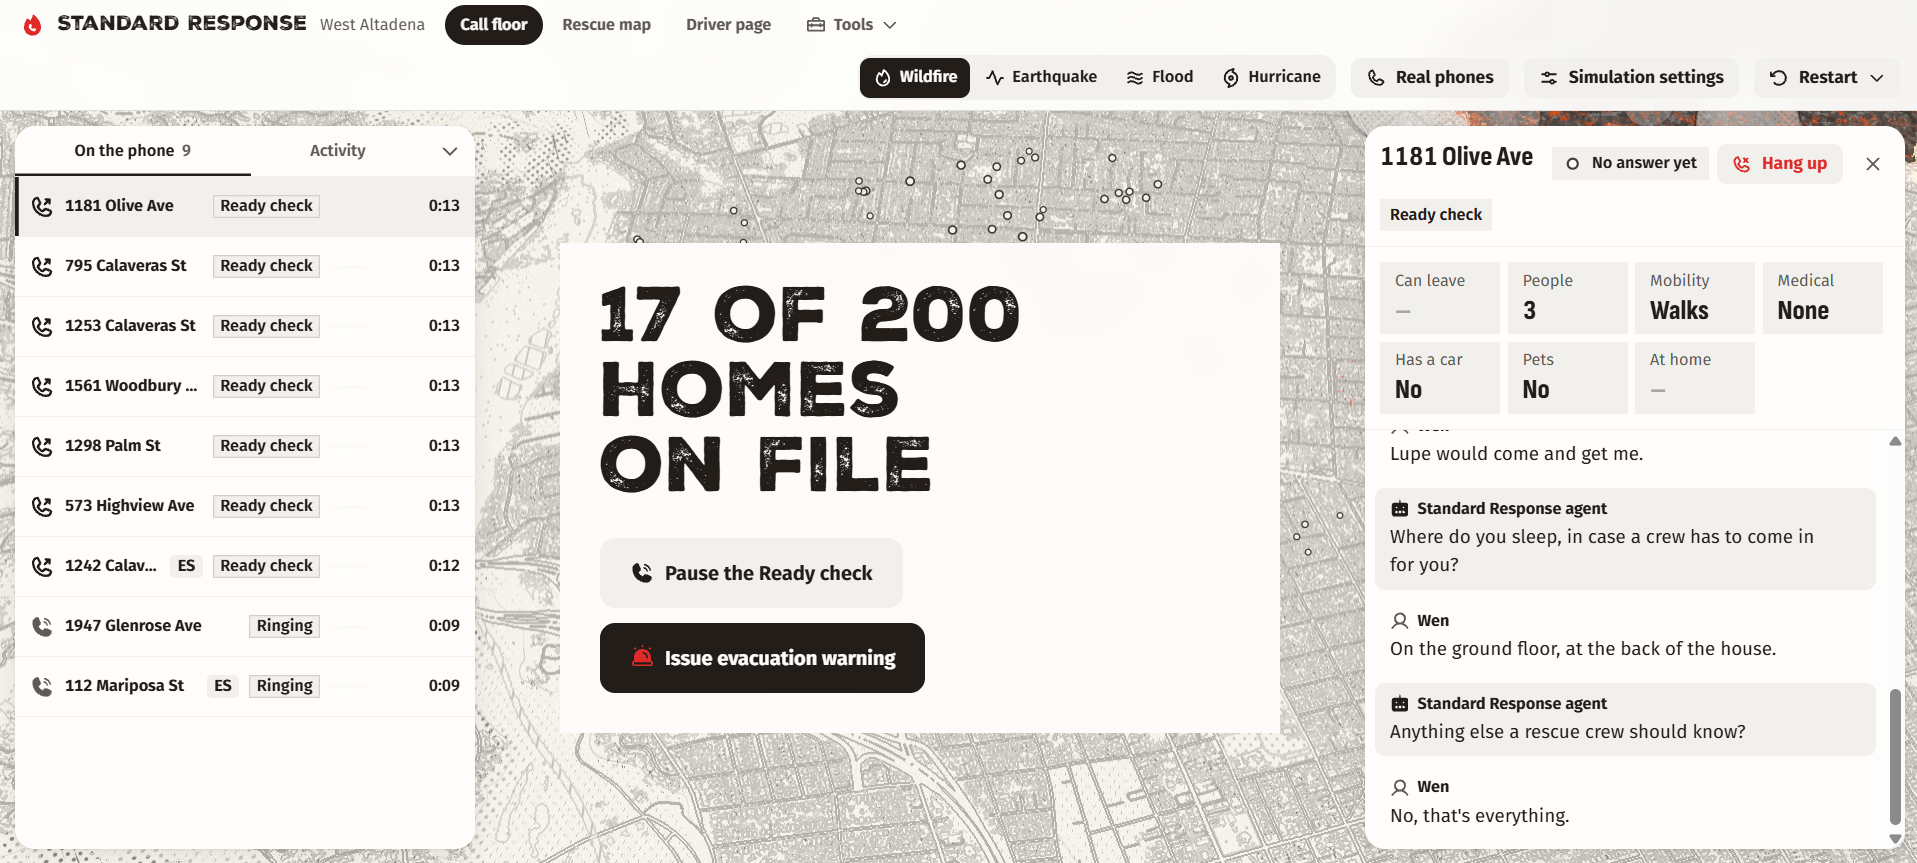 STANDARD RESPONSE
West Altadena
Call floor
Rescue map
Driver page
Tools
Wildfire
Earthquake
Flood
Hurricane
Real phones
Simulation settings
Restart
On the phone 9
Activity
1181 Olive Ave Ready check 0:13
795 Calaveras St Ready check 0:13
1253 Calaveras St Ready check 0:13
1561 Woodbury ... Ready check 0:13
1298 Palm St Ready check 0:13
573 Highview Ave Ready check 0:13
1242 Calav... ES Ready check 0:12
1947 Glenrose Ave Ringing 0:09
112 Mariposa St ES Ringing 0:09
17 OF 200
HOMES
ON FILE
Pause the Ready check
Issue evacuation warning
1181 Olive Ave
No answer yet
Hang up
Ready check
Can leave
–
People
3
Mobility
Walks
Medical
None
Has a car
No
Pets
No
At home
–
Wen
Lupe would come and get me.
Standard Response agent
Where do you sleep, in case a crew has to come in
for you?
Wen
On the ground floor, at the back of the house.
Standard Response agent
Anything else a rescue crew should know?
Wen
No, that's everything.